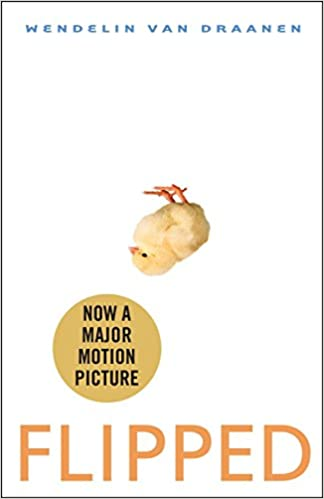 WENDELIN VAN DRAANEN
NOW A
MAJOR
MOTION
PICTURE
FLIPPED